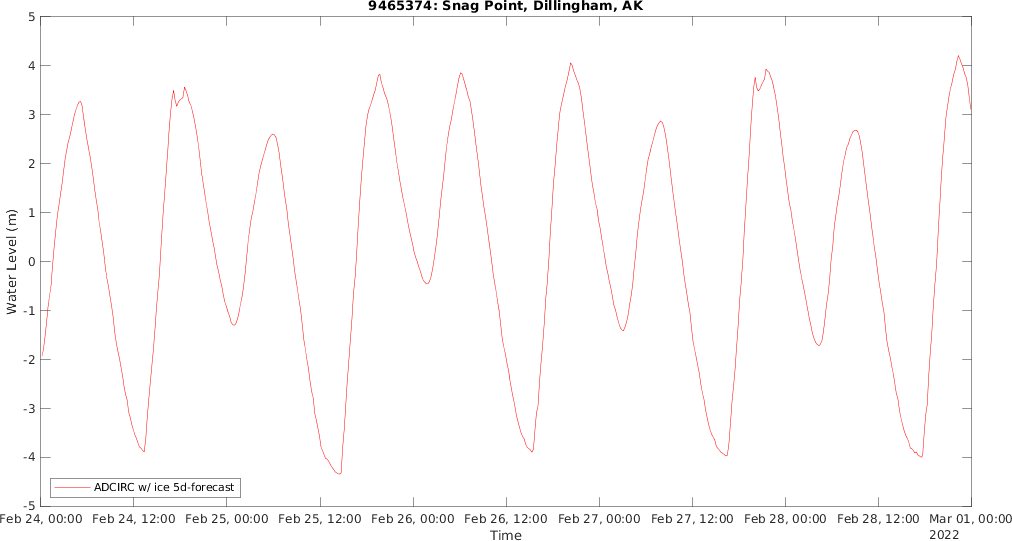 9465374: Snag Point, Dillingham, AK
5
4
3
2
1
0
-1
-2
-3
-4
-5
Water Level (m)
ADCIRC w/ ice 5d-forecast
Feb 24, 00:00 Feb 24, 12:00 Feb 25, 00:00 Feb 25, 12:00 Feb 26, 00:00 Feb 26, 12:00 Feb 27, 00:00 Feb 27, 12:00 Feb 28, 00:00 Feb 28, 12:00 Mar 01, 00:00
Time
2022